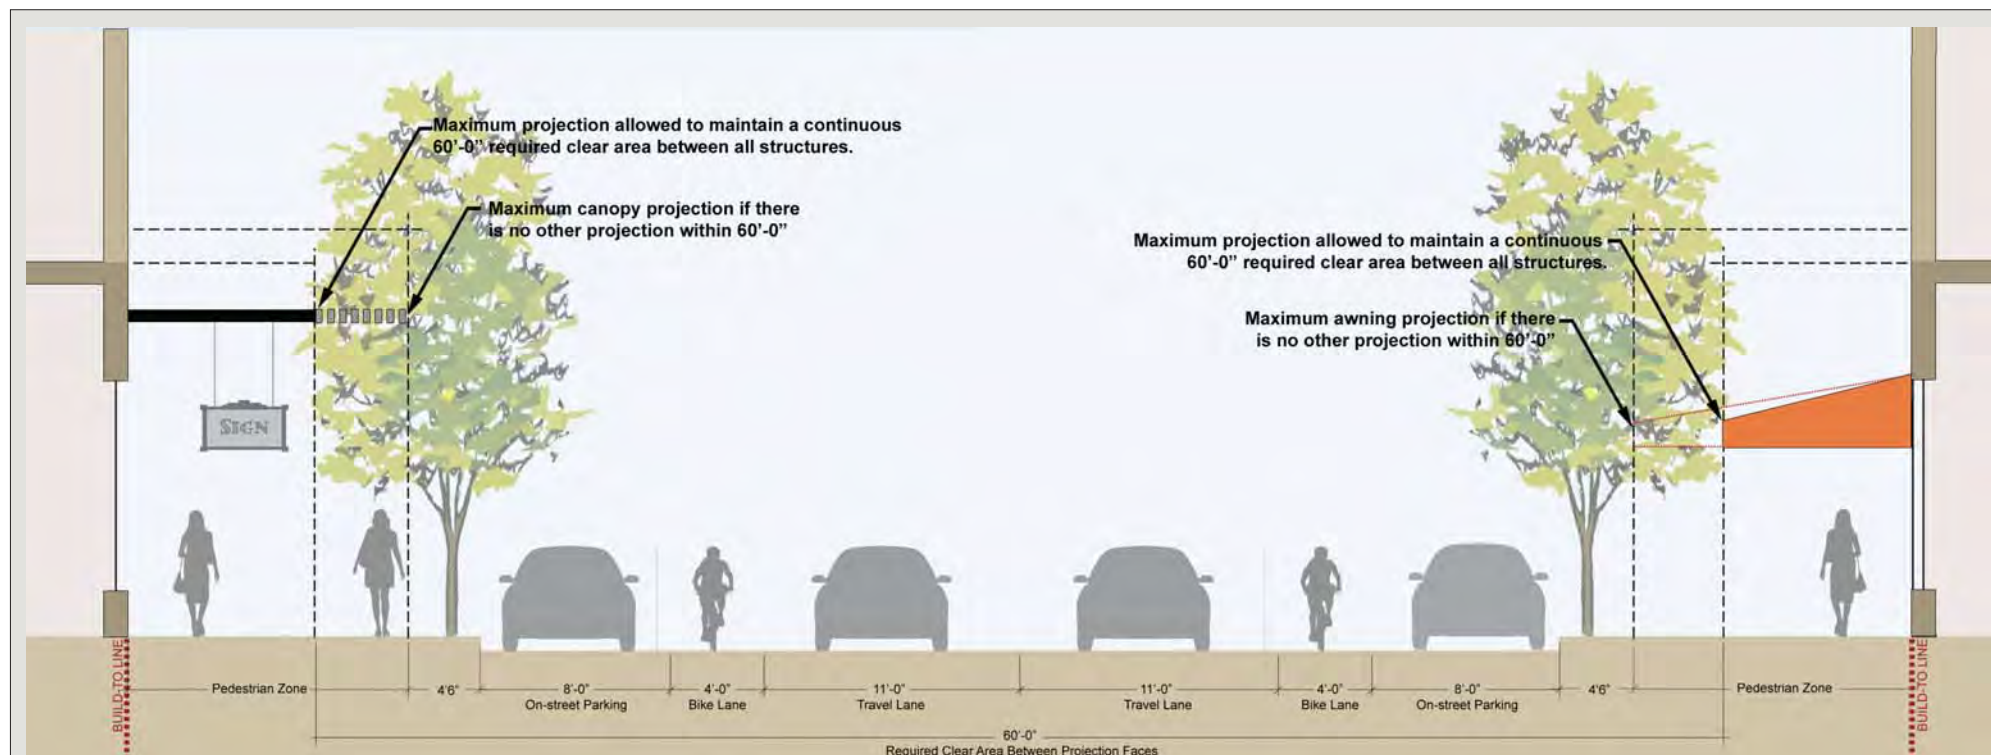 Maximum projection allowed to maintain a continuous
60’-0” required clear area between all structures.
Maximum canopy projection if there
is no other projection within 60’-0”
Maximum projection allowed to maintain a continuous
60’-0” required clear area between all structures.
Maximum awning projection if there
is no other projection within 60’-0”
SIGN
BUILD-TO LINE
Pedestrian Zone
4’6”
8’-0”
On-street Parking
4’-0”
Bike Lane
11’-0”
Travel Lane
11’-0”
Travel Lane
4’-0”
Bike Lane
8’-0”
On-street Parking
4’6”
Pedestrian Zone
BUILD-TO LINE
60’-0”
Required Clear Area Between Projection Faces